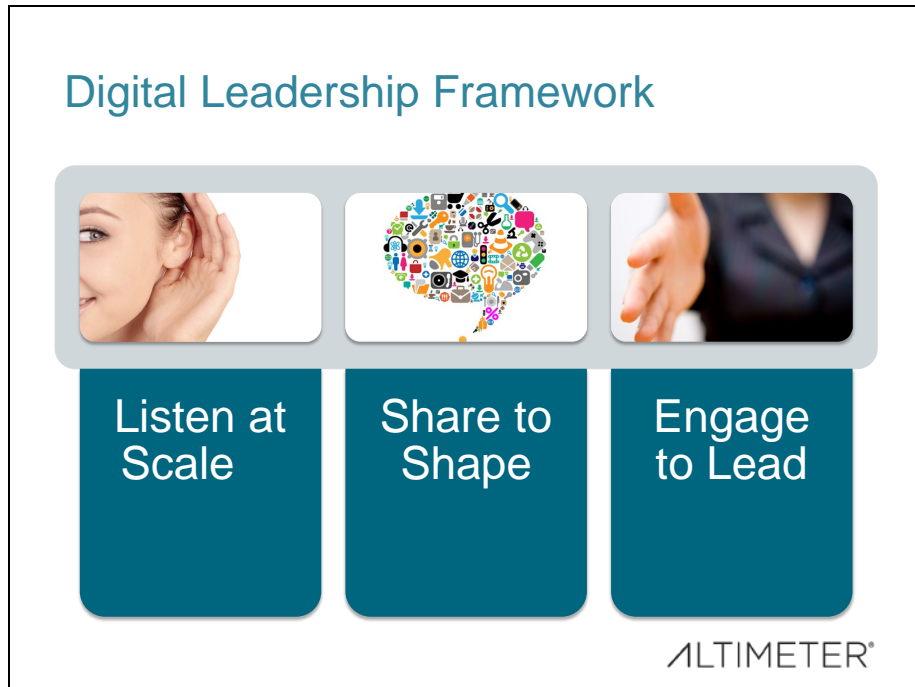 Digital Leadership Framework
Listen at
Scale
Share to
Shape
Engage
to Lead
ALTIMETER®